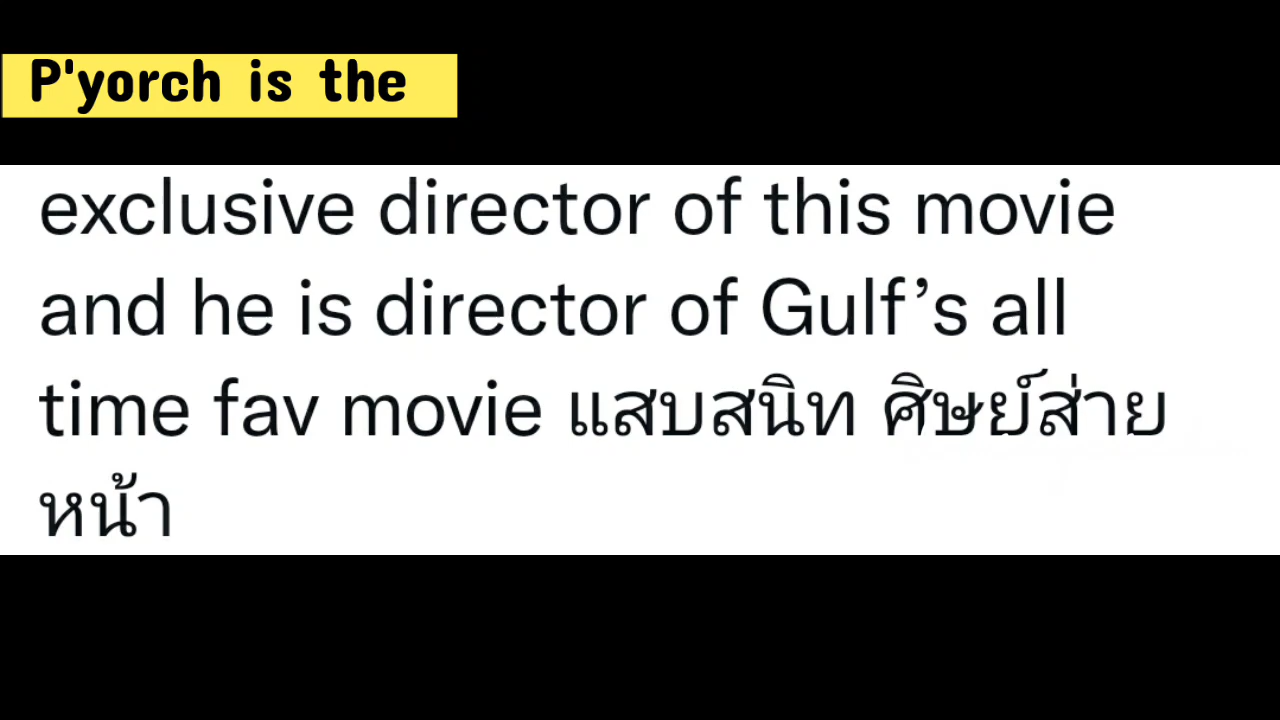 P'yorch is the
exclusive director of this movie
and he is director of Gulf’s all
time fav movie แสบสนิท ศิษย์ส่าย
หน้า